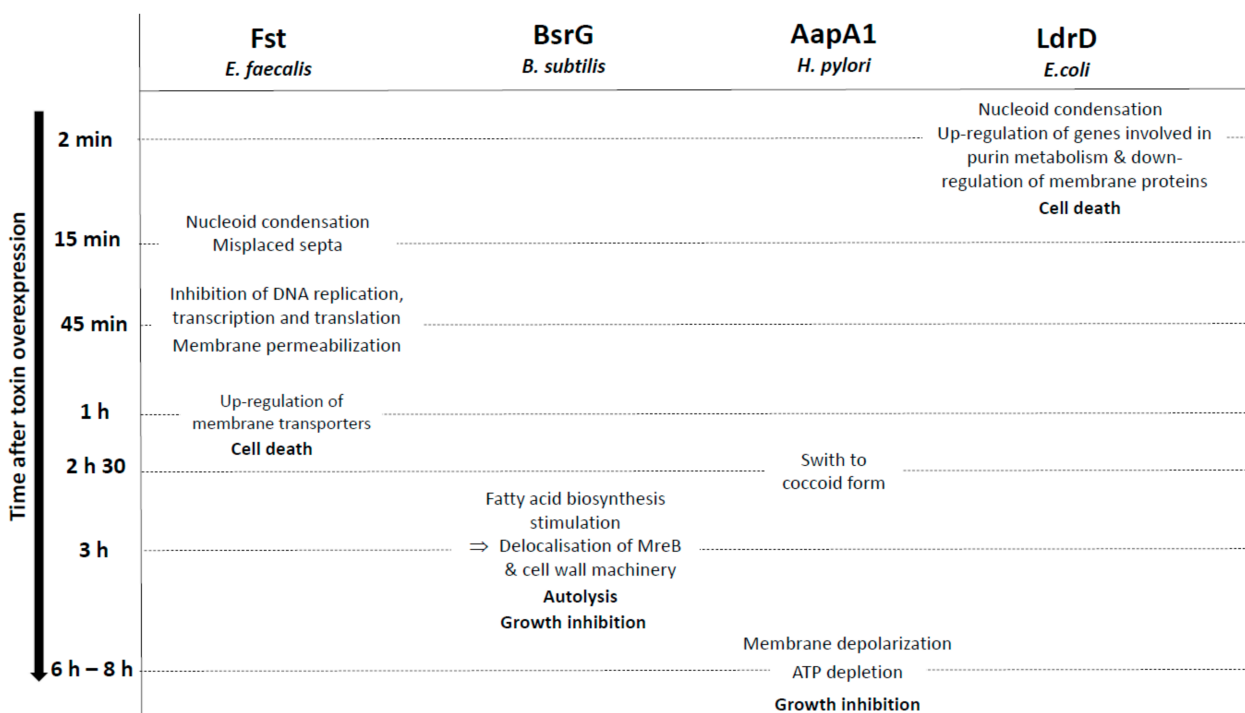 Fst
E. faecalis
BsrG
B. subtilis
AapA1
H. pylori
LdrD
E.coli
Time after toxin overexpression
2 min
Nucleoid condensation
Up-regulation of genes involved in
purin metabolism & down-
regulation of membrane proteins
Cell death
15 min
Nucleoid condensation
Misplaced septa
45 min
Inhibition of DNA replication,
transcription and translation
Membrane permeabilization
1 h
Up-regulation of
membrane transporters
Cell death
2 h 30
Swith to
coccoid form
3 h
Fatty acid biosynthesis
stimulation
⇒ Delocalisation of MreB
& cell wall machinery
Autolysis
Growth inhibition
6 h – 8 h
Membrane depolarization
ATP depletion
Growth inhibition